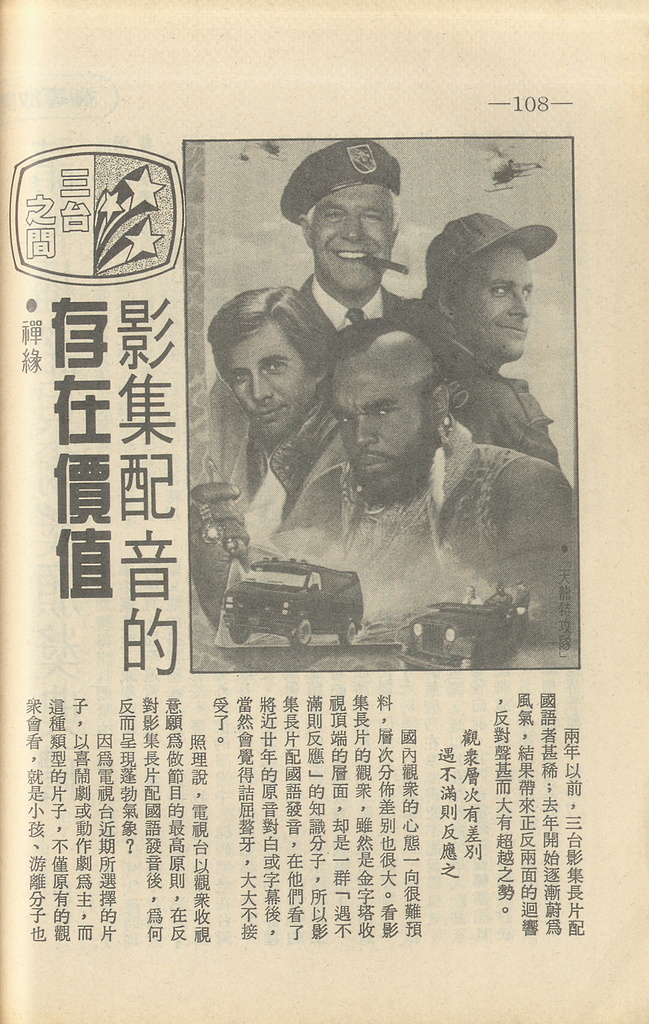 —108—
三台
之間
影集配音的
存在價值
●禪緣
●「天龍特攻隊」
兩年以前，三台影集長片配
國語者甚稀；去年開始逐漸蔚爲
風氣，結果帶來正反兩面的迴響
，反對聲甚而大有超越之勢。
觀衆層次有差別
遇不滿則反應之
國內觀衆的心態一向很難預
料，層次分佈差別也很大。看影
集長片的觀衆，雖然是金字塔收
視頂端的層面，却是一群「遇不
滿則反應」的知識分子，所以影
集長片配國語發音，在他們看了
將近廿年的原音對白或字幕後，
當然會覺得詰屈聱牙，大大不接
受了。
照理說，電視台以觀衆收視
意願爲做節目的最高原則，在反
對影集長片配國語發音後，爲何
反而呈現蓬勃氣象？
因爲電視台近期所選擇的片
子，以喜鬧劇或動作劇爲主，而
這種類型的片子，不僅原有的觀
衆會看，就是小孩、游離分子也